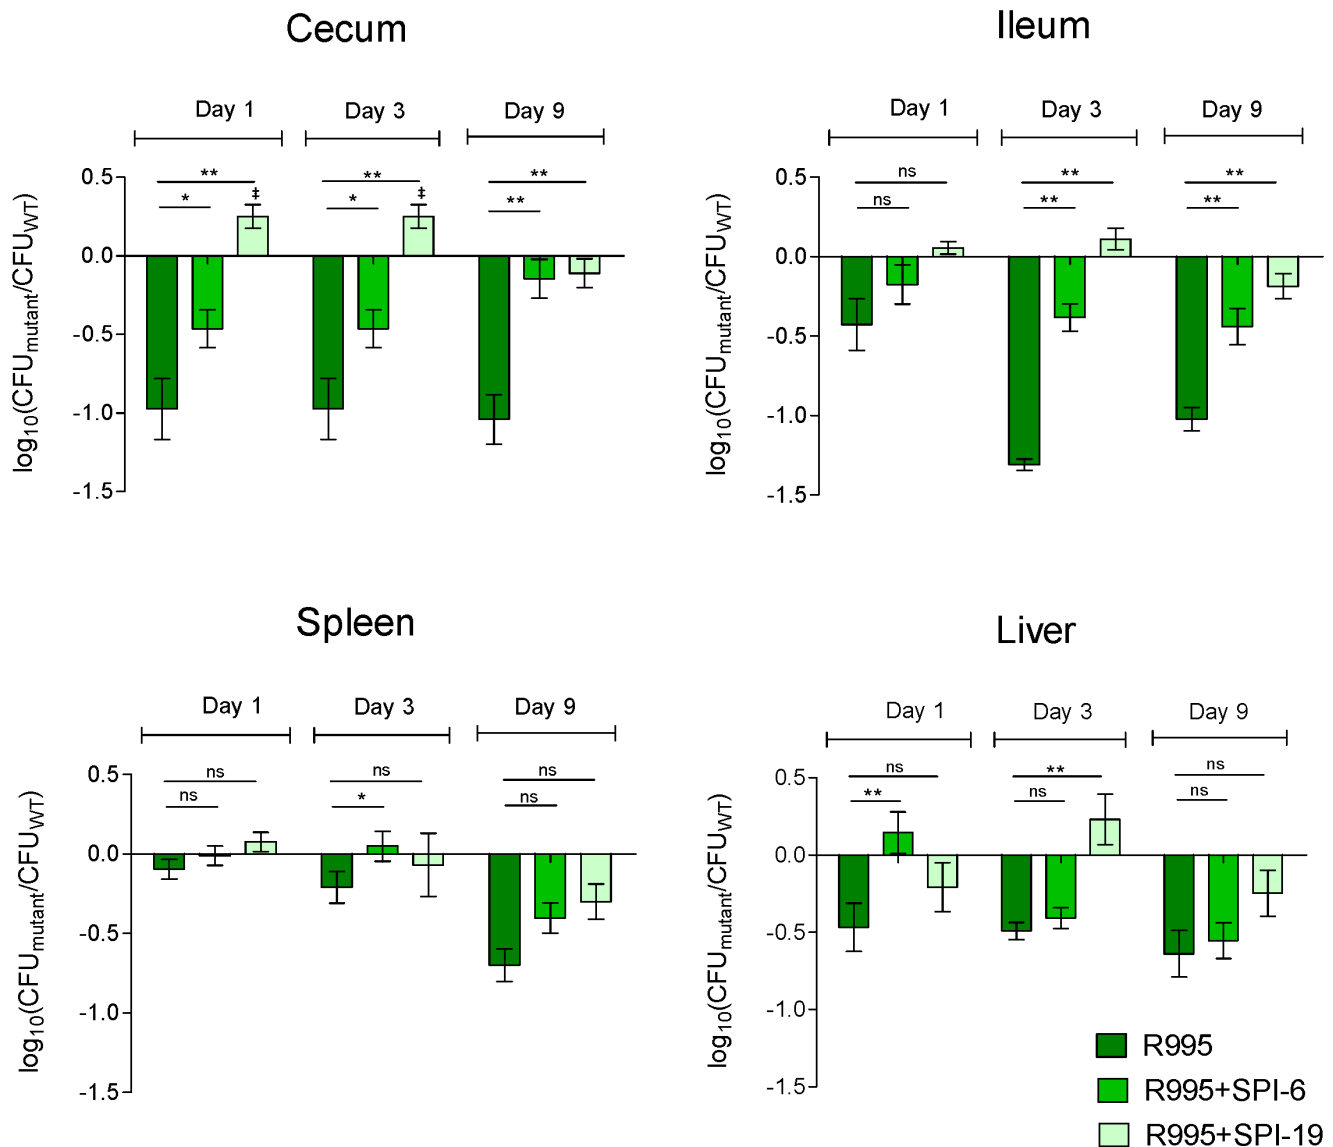 Cecum
Day 1 Day 3 Day 9
log10(CFUmutant/CFUWT)
0.5
0.0
-0.5
-1.0
-1.5
** ** **
* * **
‡ ‡
Ileum
Day 1 Day 3 Day 9
log10(CFUmutant/CFUWT)
0.5
0.0
-0.5
-1.0
-1.5
ns ** **
ns ** **
Spleen
Day 1 Day 3 Day 9
log10(CFUmutant/CFUWT)
0.5
0.0
-0.5
-1.0
-1.5
ns ns ns
ns * ns
Liver
Day 1 Day 3 Day 9
log10(CFUmutant/CFUWT)
0.5
0.0
-0.5
-1.0
-1.5
ns ** ns
** ns ns
R995
R995+SPI-6
R995+SPI-19